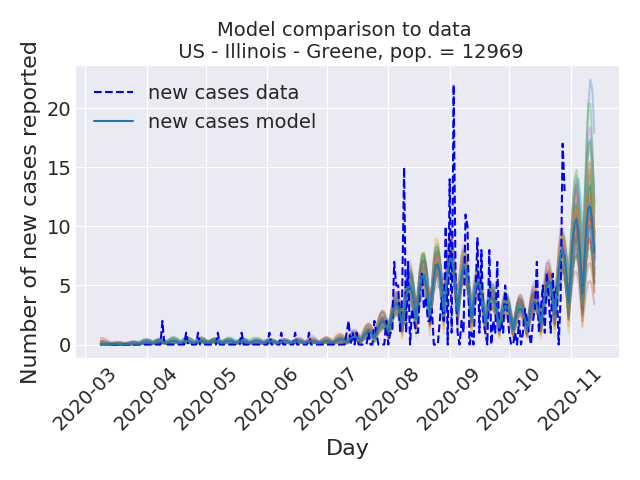 Model comparison to data
US - Illinois - Greene, pop. = 12969
Number of new cases reported
20
15
10
5
0
new cases data
new cases model
2020-03
2020-04
2020-05
2020-06
2020-07
2020-08
2020-09
2020-10
2020-11
Day